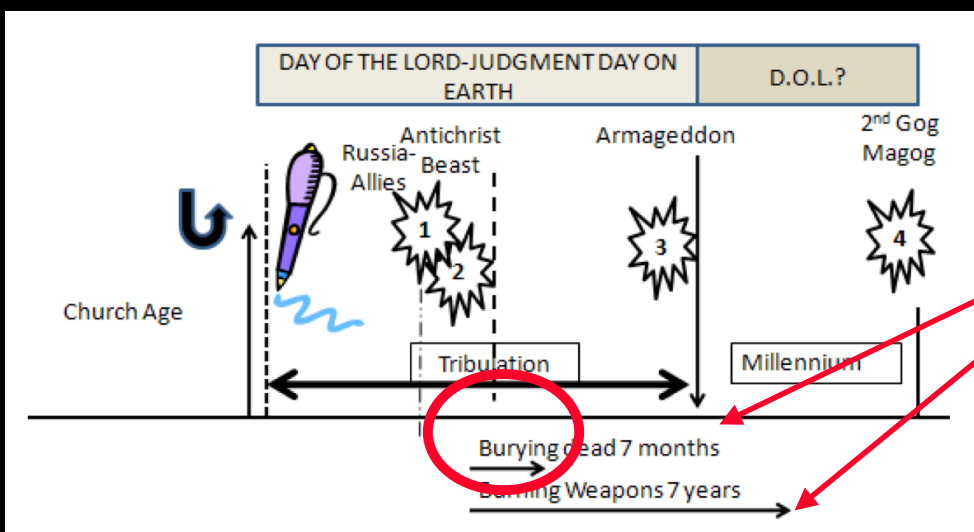 DAY OF THE LORD-JUDGMENT DAY ON
EARTH
D.O.L.?
Russia-
Allies
Antichrist
Beast
Armageddon
2nd Gog
Magog
1
2
3
4
Church Age
Tribulation
Millennium
Burying dead 7 months
Burning Weapons 7 years